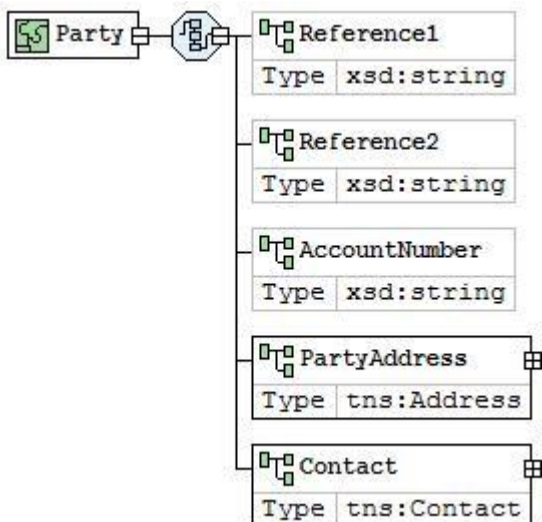 Party
Reference1
Type xsd:string
Reference2
Type xsd:string
AccountNumber
Type xsd:string
PartyAddress
Type tns:Address
Contact
Type tns:Contact